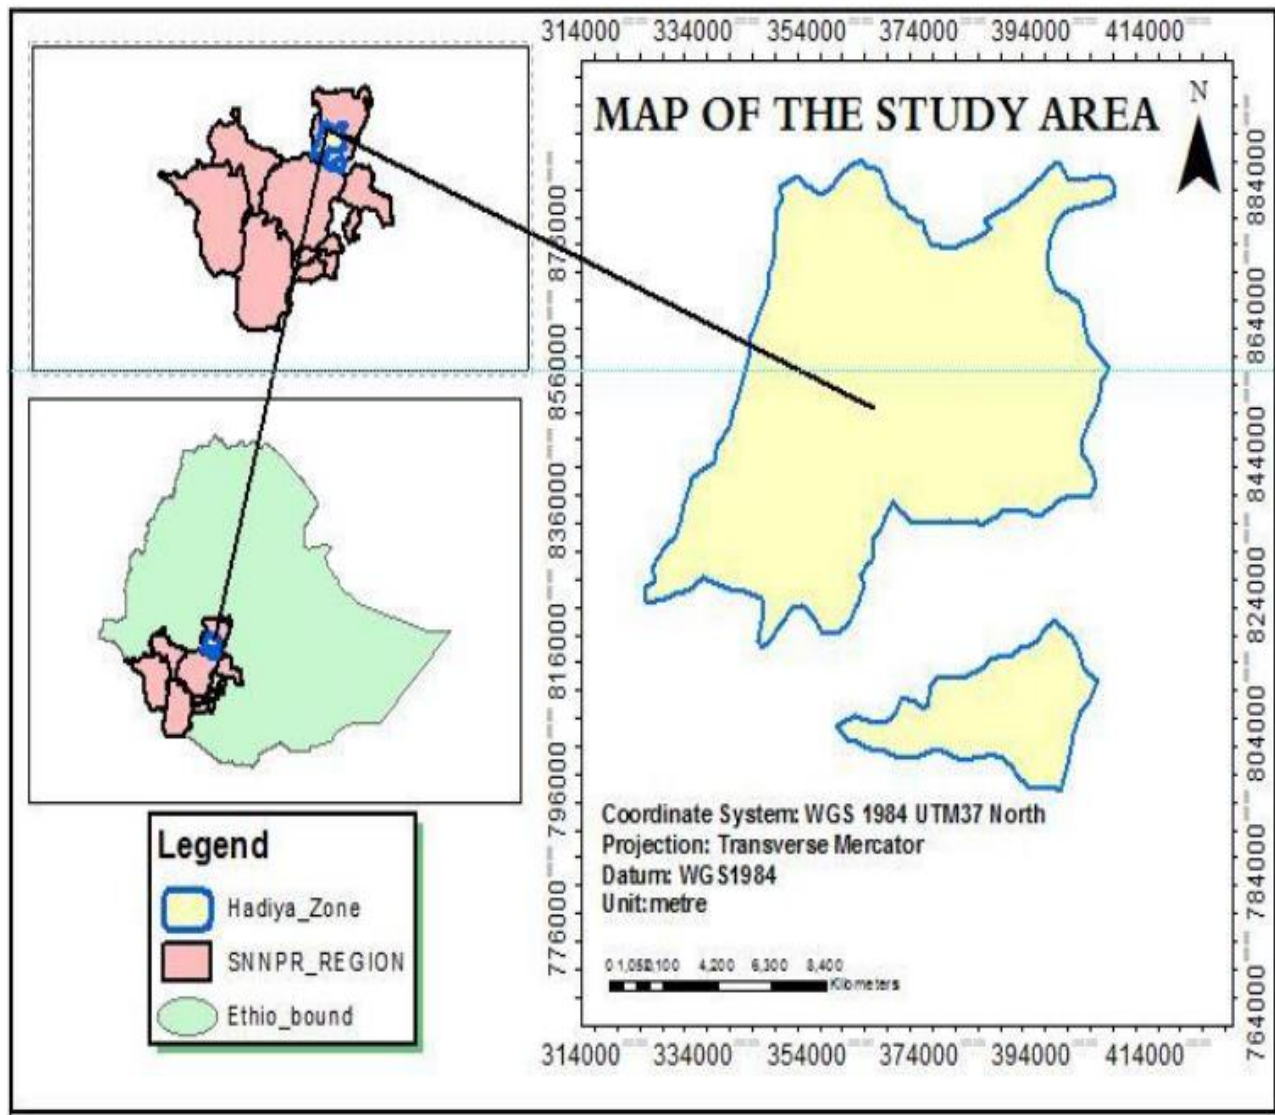 314000 334000 354000 374000 394000 414000
MAP OF THE STUDY AREA
N
876000
856000
836000
816000
796000
776000
884000
864000
844000
824000
804000
784000
764000
Coordinate System: WGS 1984 UTM37 North
Projection: Transverse Mercator
Datum: WGS1984
Unit:metre
4,200 6,300 8,400
Kilometers
Legend
Hadiya_Zone
SNNPR_REGION
Ethio_bound
314000 334000 354000 374000 394000 414000